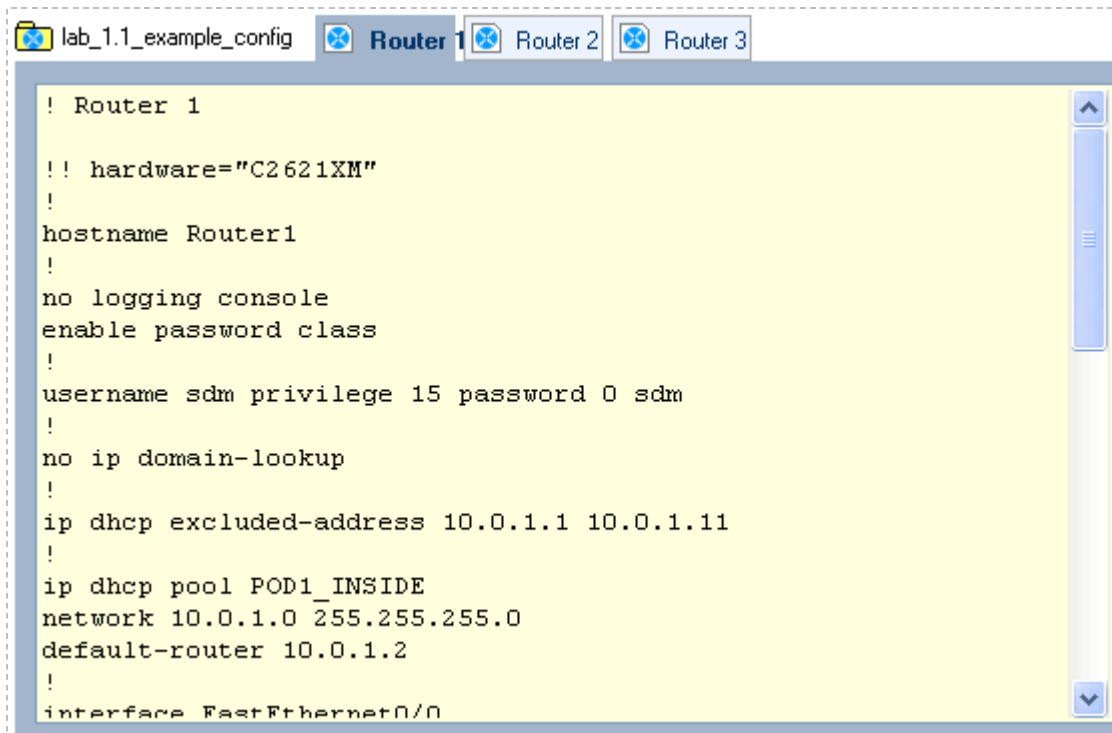 lab_1.1_example_config
Router 1
Router 2
Router 3
! Router 1
!! hardware="C2621XM"
!
hostname Router1
!
no logging console
enable password class
!
username sdm privilege 15 password 0 sdm
!
no ip domain-lookup
!
ip dhcp excluded-address 10.0.1.1 10.0.1.11
!
ip dhcp pool POD1_INSIDE
network 10.0.1.0 255.255.255.0
default-router 10.0.1.2
!
interface FastEthernet0/0